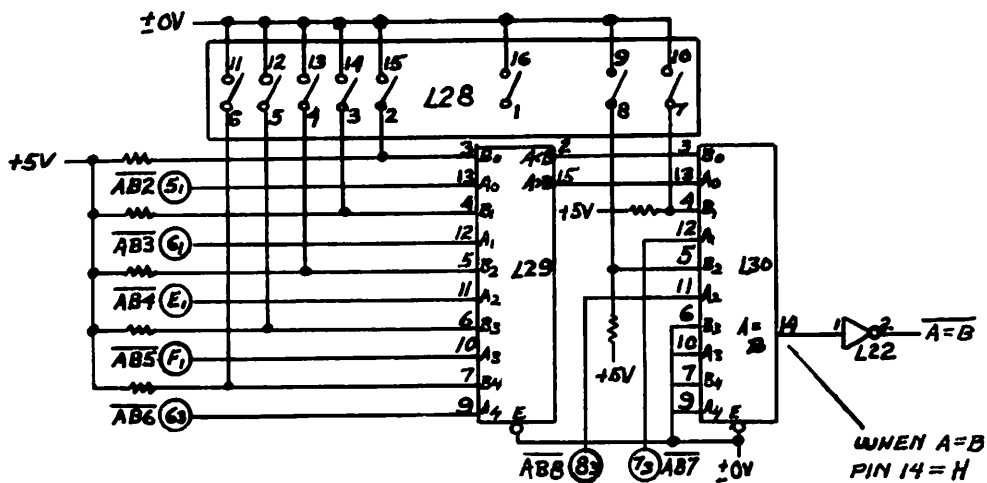 ±0V
11 12 13 14 15 16 9 10
L28
6 5 4 3 2 1 8 7
+5V 3 B0 A<B 2 3 B0
AB2 51 13 A0 A>B 15 13 A0
4 B1 +5V 4 B1
AB3 61 12 A1 12 A1
5 B2 L29 5 B2 L30
AB4 E1 11 A2 11 A2
6 B3 6 B3 A=B 14 1 2 A=B
AB5 F1 10 A3 10 A3 L22
7 B4 +5V 7 B4
AB6 63 9 A4 9 A4
E E
AB8 83 73 AB7 ±0V
WHEN A=B
PIN 14 = H